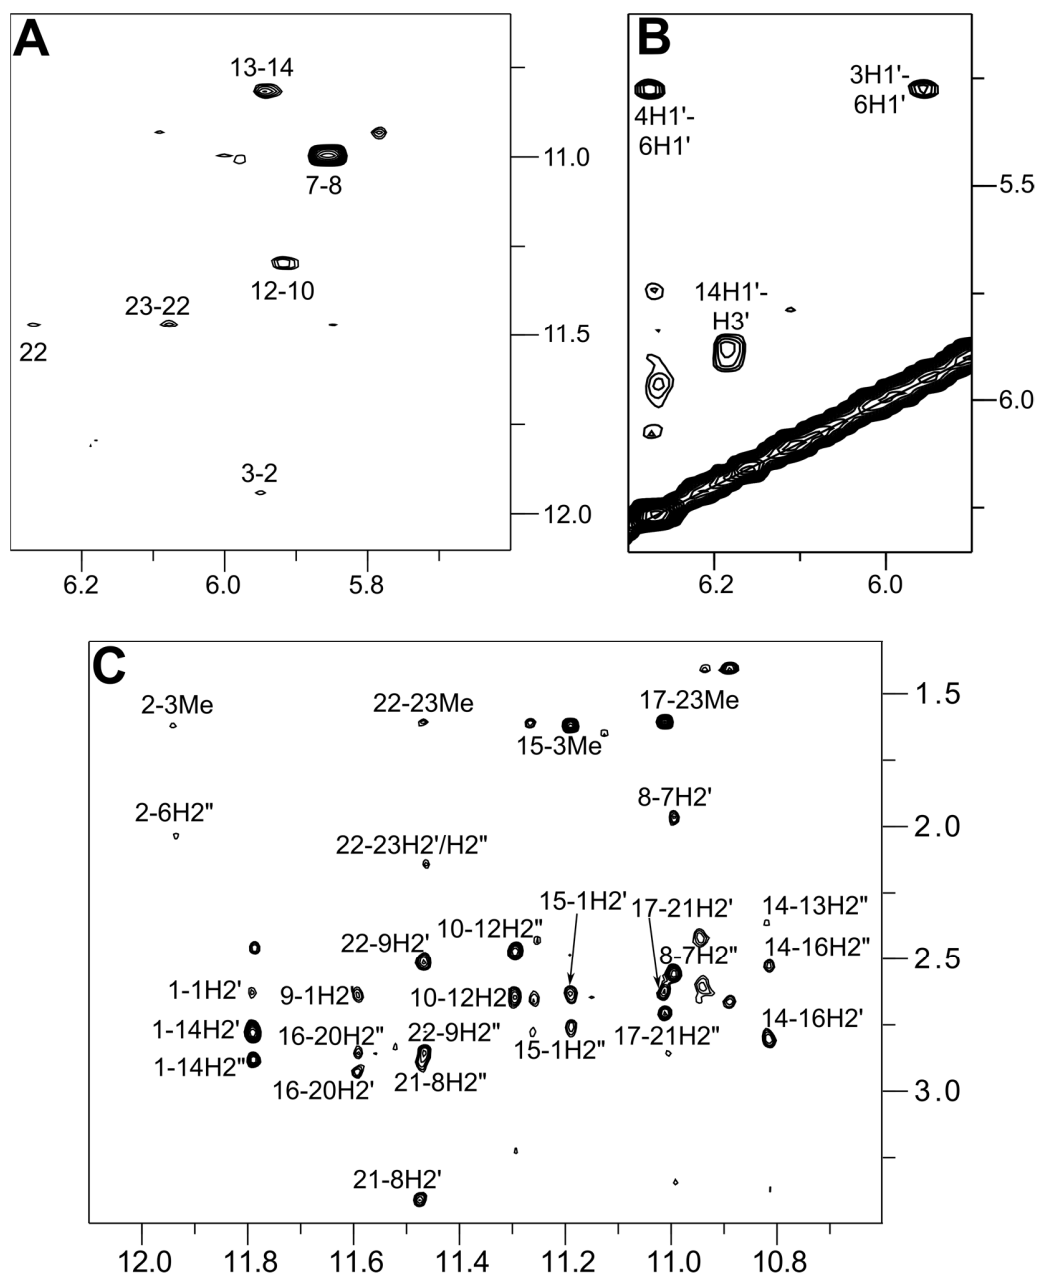 A
13-14
7-8
11.0
12-10
23-22
22
11.5
3-2
12.0
6.2
6.0
5.8
B
3H1'-
6H1'
4H1'-
6H1'
5.5
14H1'-
H3'
6.0
6.2
6.0
C
2-3Me
22-23Me
17-23Me
1.5
15-3Me
8-7H2'
2-6H2"
2.0
22-23H2'/H2"
15-1H2'
17-21H2'
14-13H2"
10-12H2"
22-9H2'
8-7H2"
14-16H2"
2.5
1-1H2'
9-1H2'
10-12H2'
1-14H2'
16-20H2"
22-9H2"
15-1H2"
17-21H2"
14-16H2'
1-14H2"
16-20H2'
21-8H2"
3.0
21-8H2'
12.0
11.8
11.6
11.4
11.2
11.0
10.8